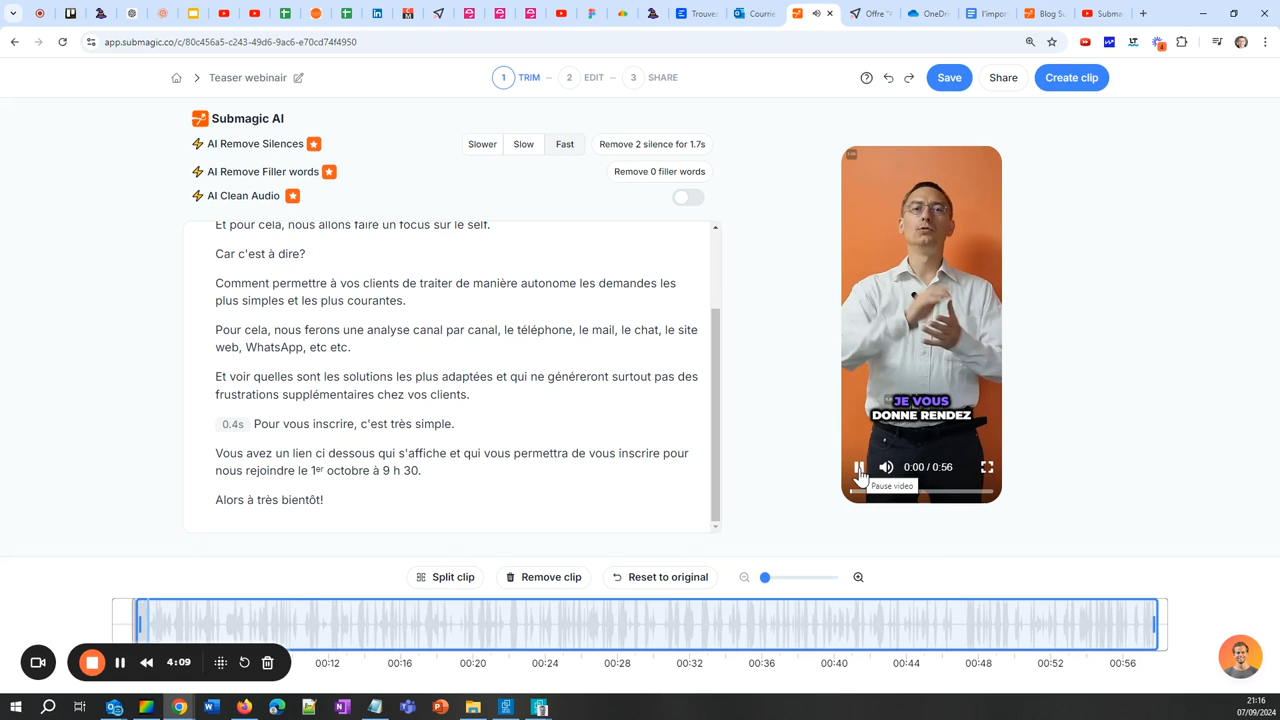 Trouvez
Courrie
Offre "
OneDriv
L'impor
Blog Su
Subma
app.submagic.co/c/80c456a5-c243-49d6-9ac6-e70cd74f4950
Teaser webinair
1 TRIM
2 EDIT
3 SHARE
Save
Share
Create clip
Submagic AI
AI Remove Silences
Slower
Slow
Fast
Remove 2 silence for 1.7s
AI Remove Filler words
Remove 0 filler words
AI Clean Audio
Et pour cela, nous allons faire un focus sur le self.
Car c'est à dire?
Comment permettre à vos clients de traiter de manière autonome les demandes les
plus simples et les plus courantes.
Pour cela, nous ferons une analyse canal par canal, le téléphone, le mail, le chat, le site
web, WhatsApp, etc etc.
Et voir quelles sont les solutions les plus adaptées et qui ne généreront surtout pas des
frustrations supplémentaires chez vos clients.
0.4s Pour vous inscrire, c'est très simple.
Vous avez un lien ci dessous qui s'affiche et qui vous permettra de vous inscrire pour
nous rejoindre le 1ᵉʳ octobre à 9 h 30.
Alors à très bientôt!
JE VOUS
DONNE RENDEZ
0:00 / 0:56
Pause video
Split clip
Remove clip
Reset to original
4:09
00:12
00:16
00:20
00:24
00:28
00:32
00:36
00:40
00:44
00:48
00:52
00:56
21:16
07/09/2024